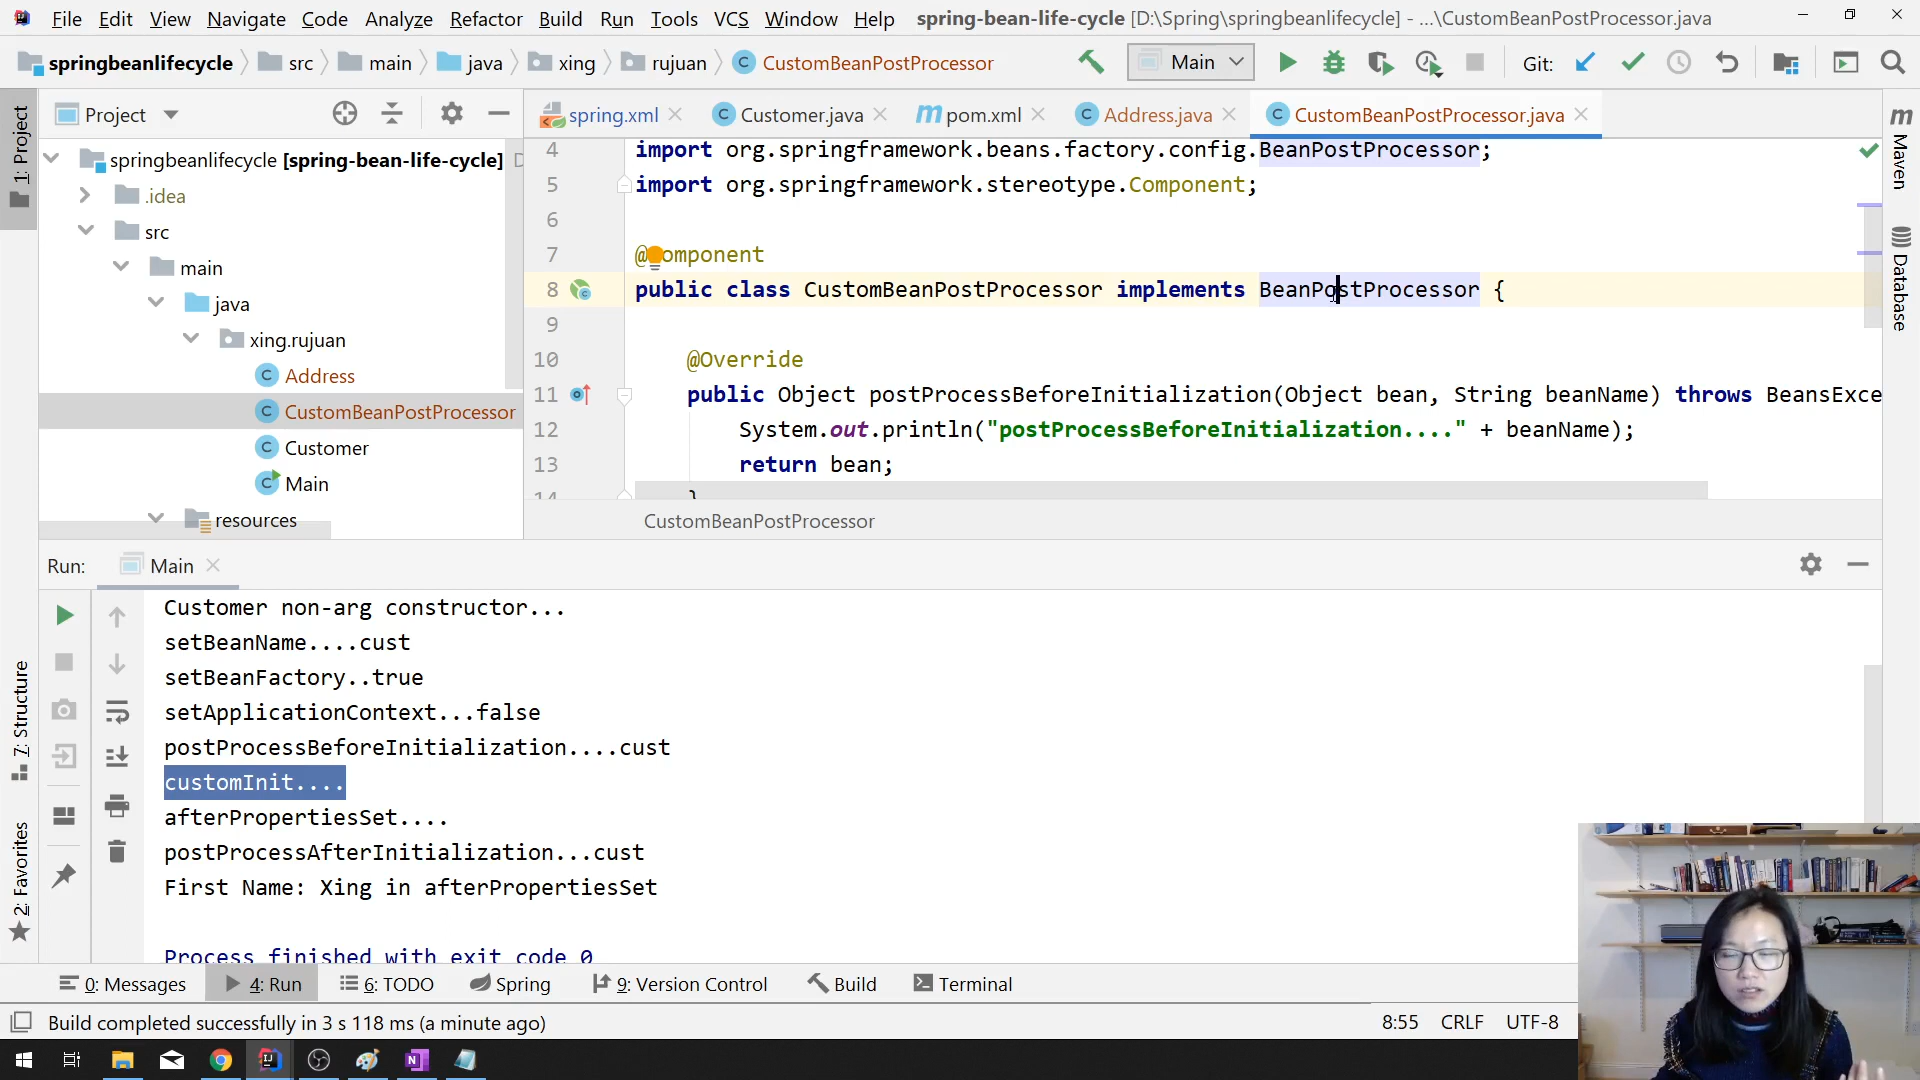 File Edit View Navigate Code Analyze Refactor Build Run Tools VCS Window Help spring-bean-life-cycle [D:\Spring\springbeanlifecycle] - ...\CustomBeanPostProcessor.java
springbeanlifecycle src main java xing rujuan CustomBeanPostProcessor Main Git:
Project
spring.xml Customer.java pom.xml Address.java CustomBeanPostProcessor.java
springbeanlifecycle [spring-bean-life-cycle] D
.idea
src
main
java
xing.rujuan
Address
CustomBeanPostProcessor
Customer
Main
resources
4 import org.springframework.beans.factory.config.BeanPostProcessor;
5 import org.springframework.stereotype.Component;
6
7 @Component
8 public class CustomBeanPostProcessor implements BeanPostProcessor {
9
10 @Override
11 public Object postProcessBeforeInitialization(Object bean, String beanName) throws BeansExce
12 System.out.println("postProcessBeforeInitialization...." + beanName);
13 return bean;
14 }
CustomBeanPostProcessor
1: Project
7: Structure
2: Favorites
Maven
Database
Run: Main
Customer non-arg constructor...
setBeanName....cust
setBeanFactory..true
setApplicationContext...false
postProcessBeforeInitialization....cust
customInit....
afterPropertiesSet....
postProcessAfterInitialization...cust
First Name: Xing in afterPropertiesSet
Process finished with exit code 0
0: Messages 4: Run 6: TODO Spring 9: Version Control Build Terminal
Build completed successfully in 3 s 118 ms (a minute ago) 8:55 CRLF UTF-8